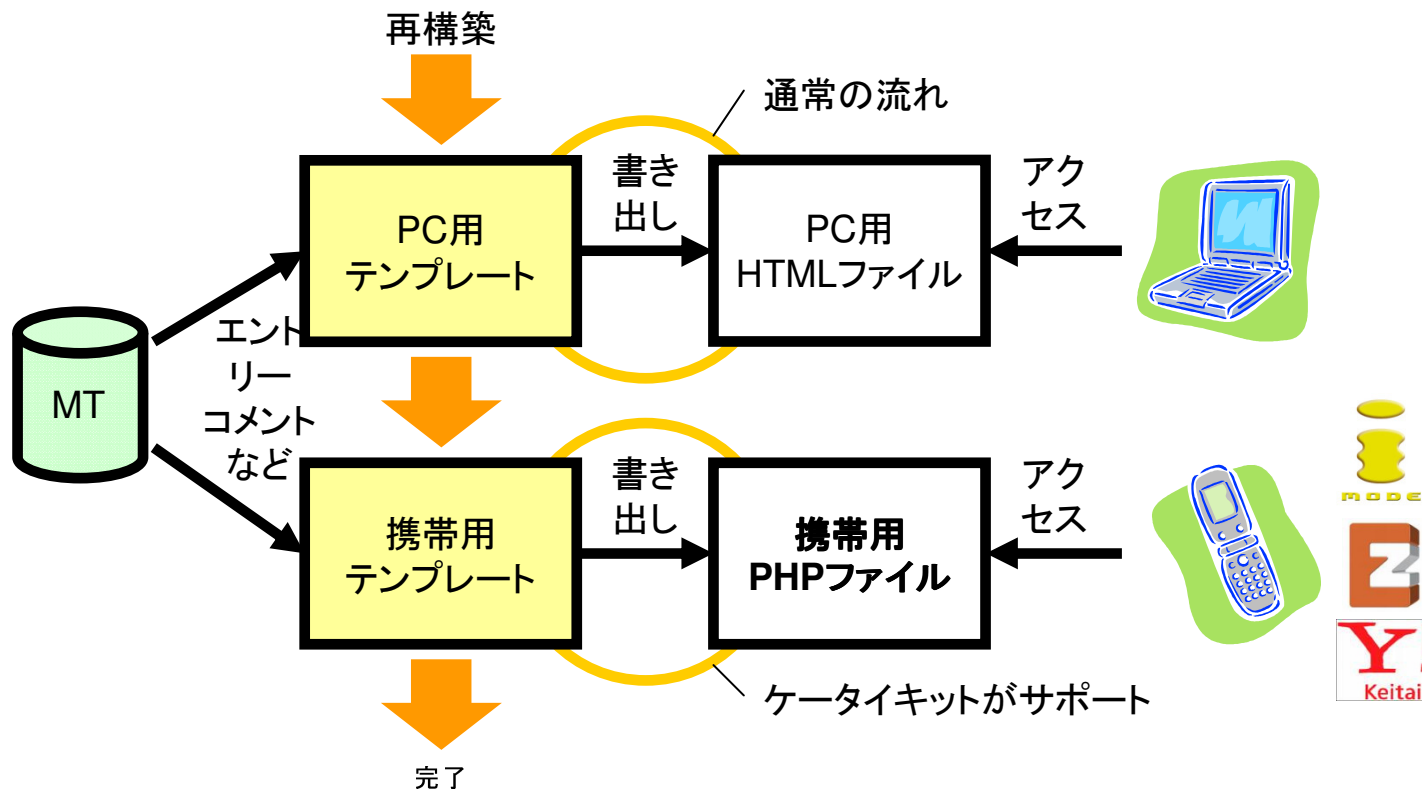 再構築
通常の流れ
PC用
テンプレート
書き
出し
PC用
HTMLファイル
アク
セス
MT
エント
リー
コメント
など
携帯用
テンプレート
書き
出し
携帯用
PHPファイル
アク
セス
MODE
EZ
Y!
Keitai
ケータイキットがサポート
完了